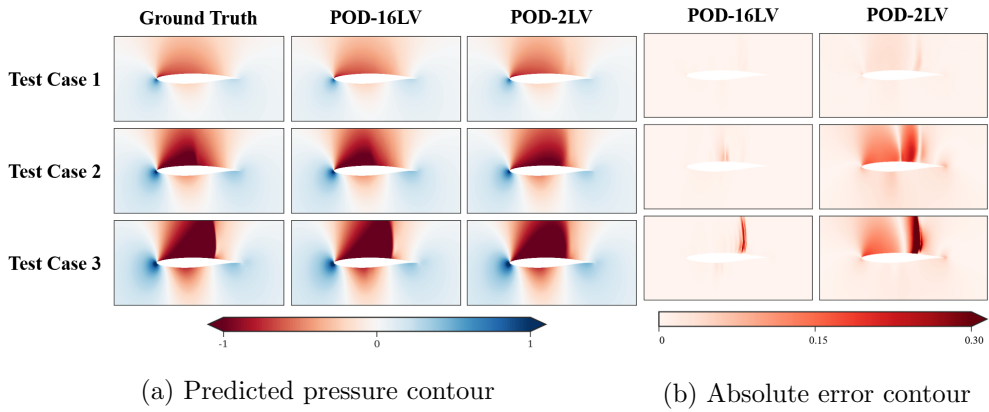 Ground Truth POD-16LV POD-2LV POD-16LV POD-2LV
Test Case 1
Test Case 2
Test Case 3
-1 0 1 0 0.15 0.30
(a) Predicted pressure contour (b) Absolute error contour